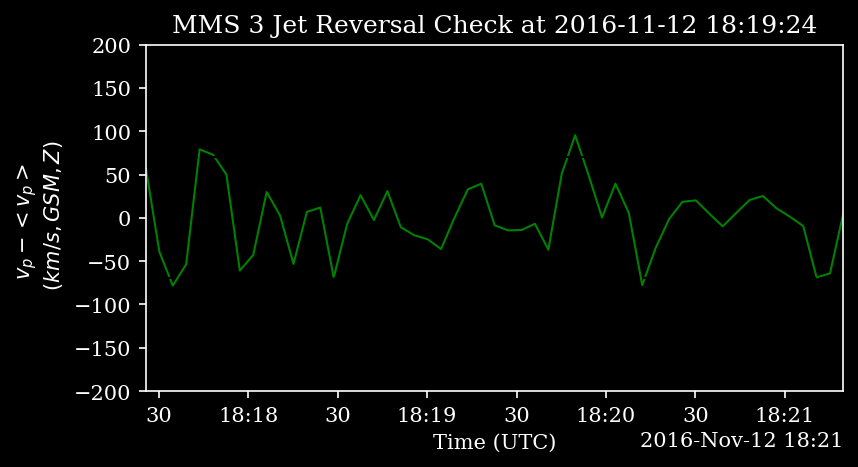 MMS 3 Jet Reversal Check at 2016-11-12 18:19:24
200
150
100
50
0
−50
−100
−150
−200
v_p − < v_p >
(km/s, GSM, Z)
30 18:18 30 18:19 30 18:20 30 18:21
Time (UTC)
2016-Nov-12 18:21